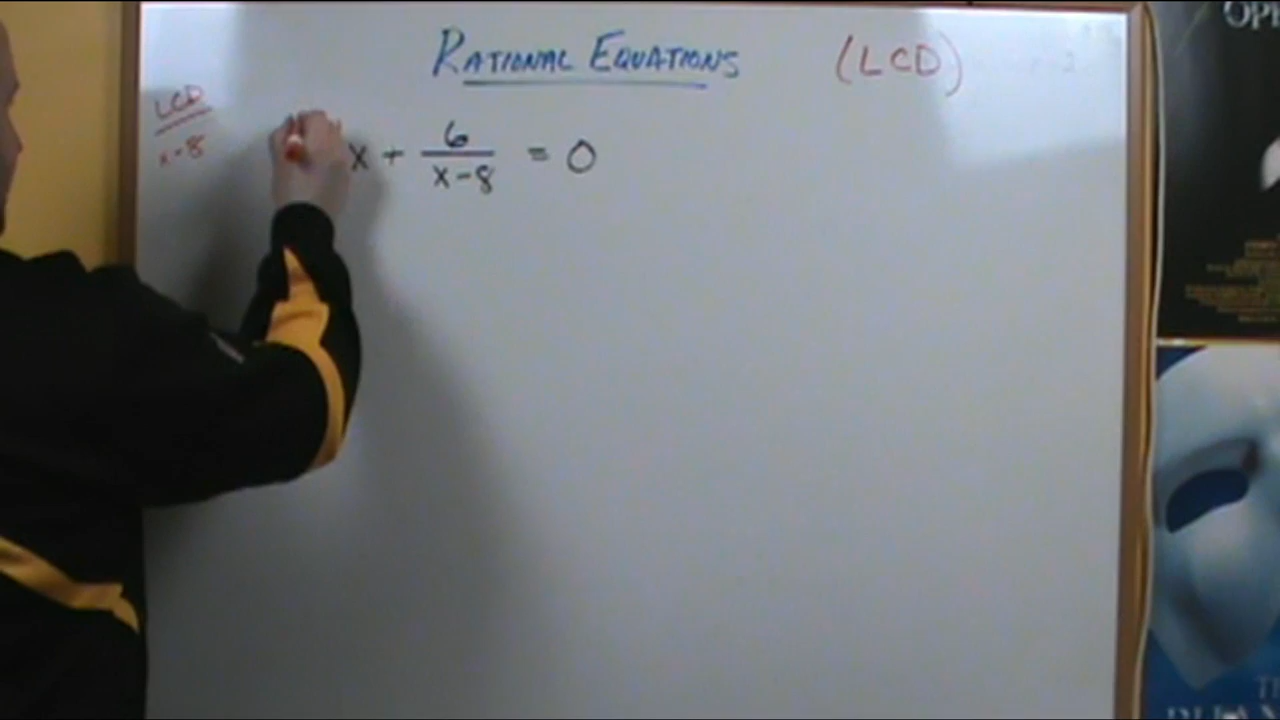 RATIONAL EQUATIONS (LCD)
LCD
x-8
x + 6/(x-8) = 0